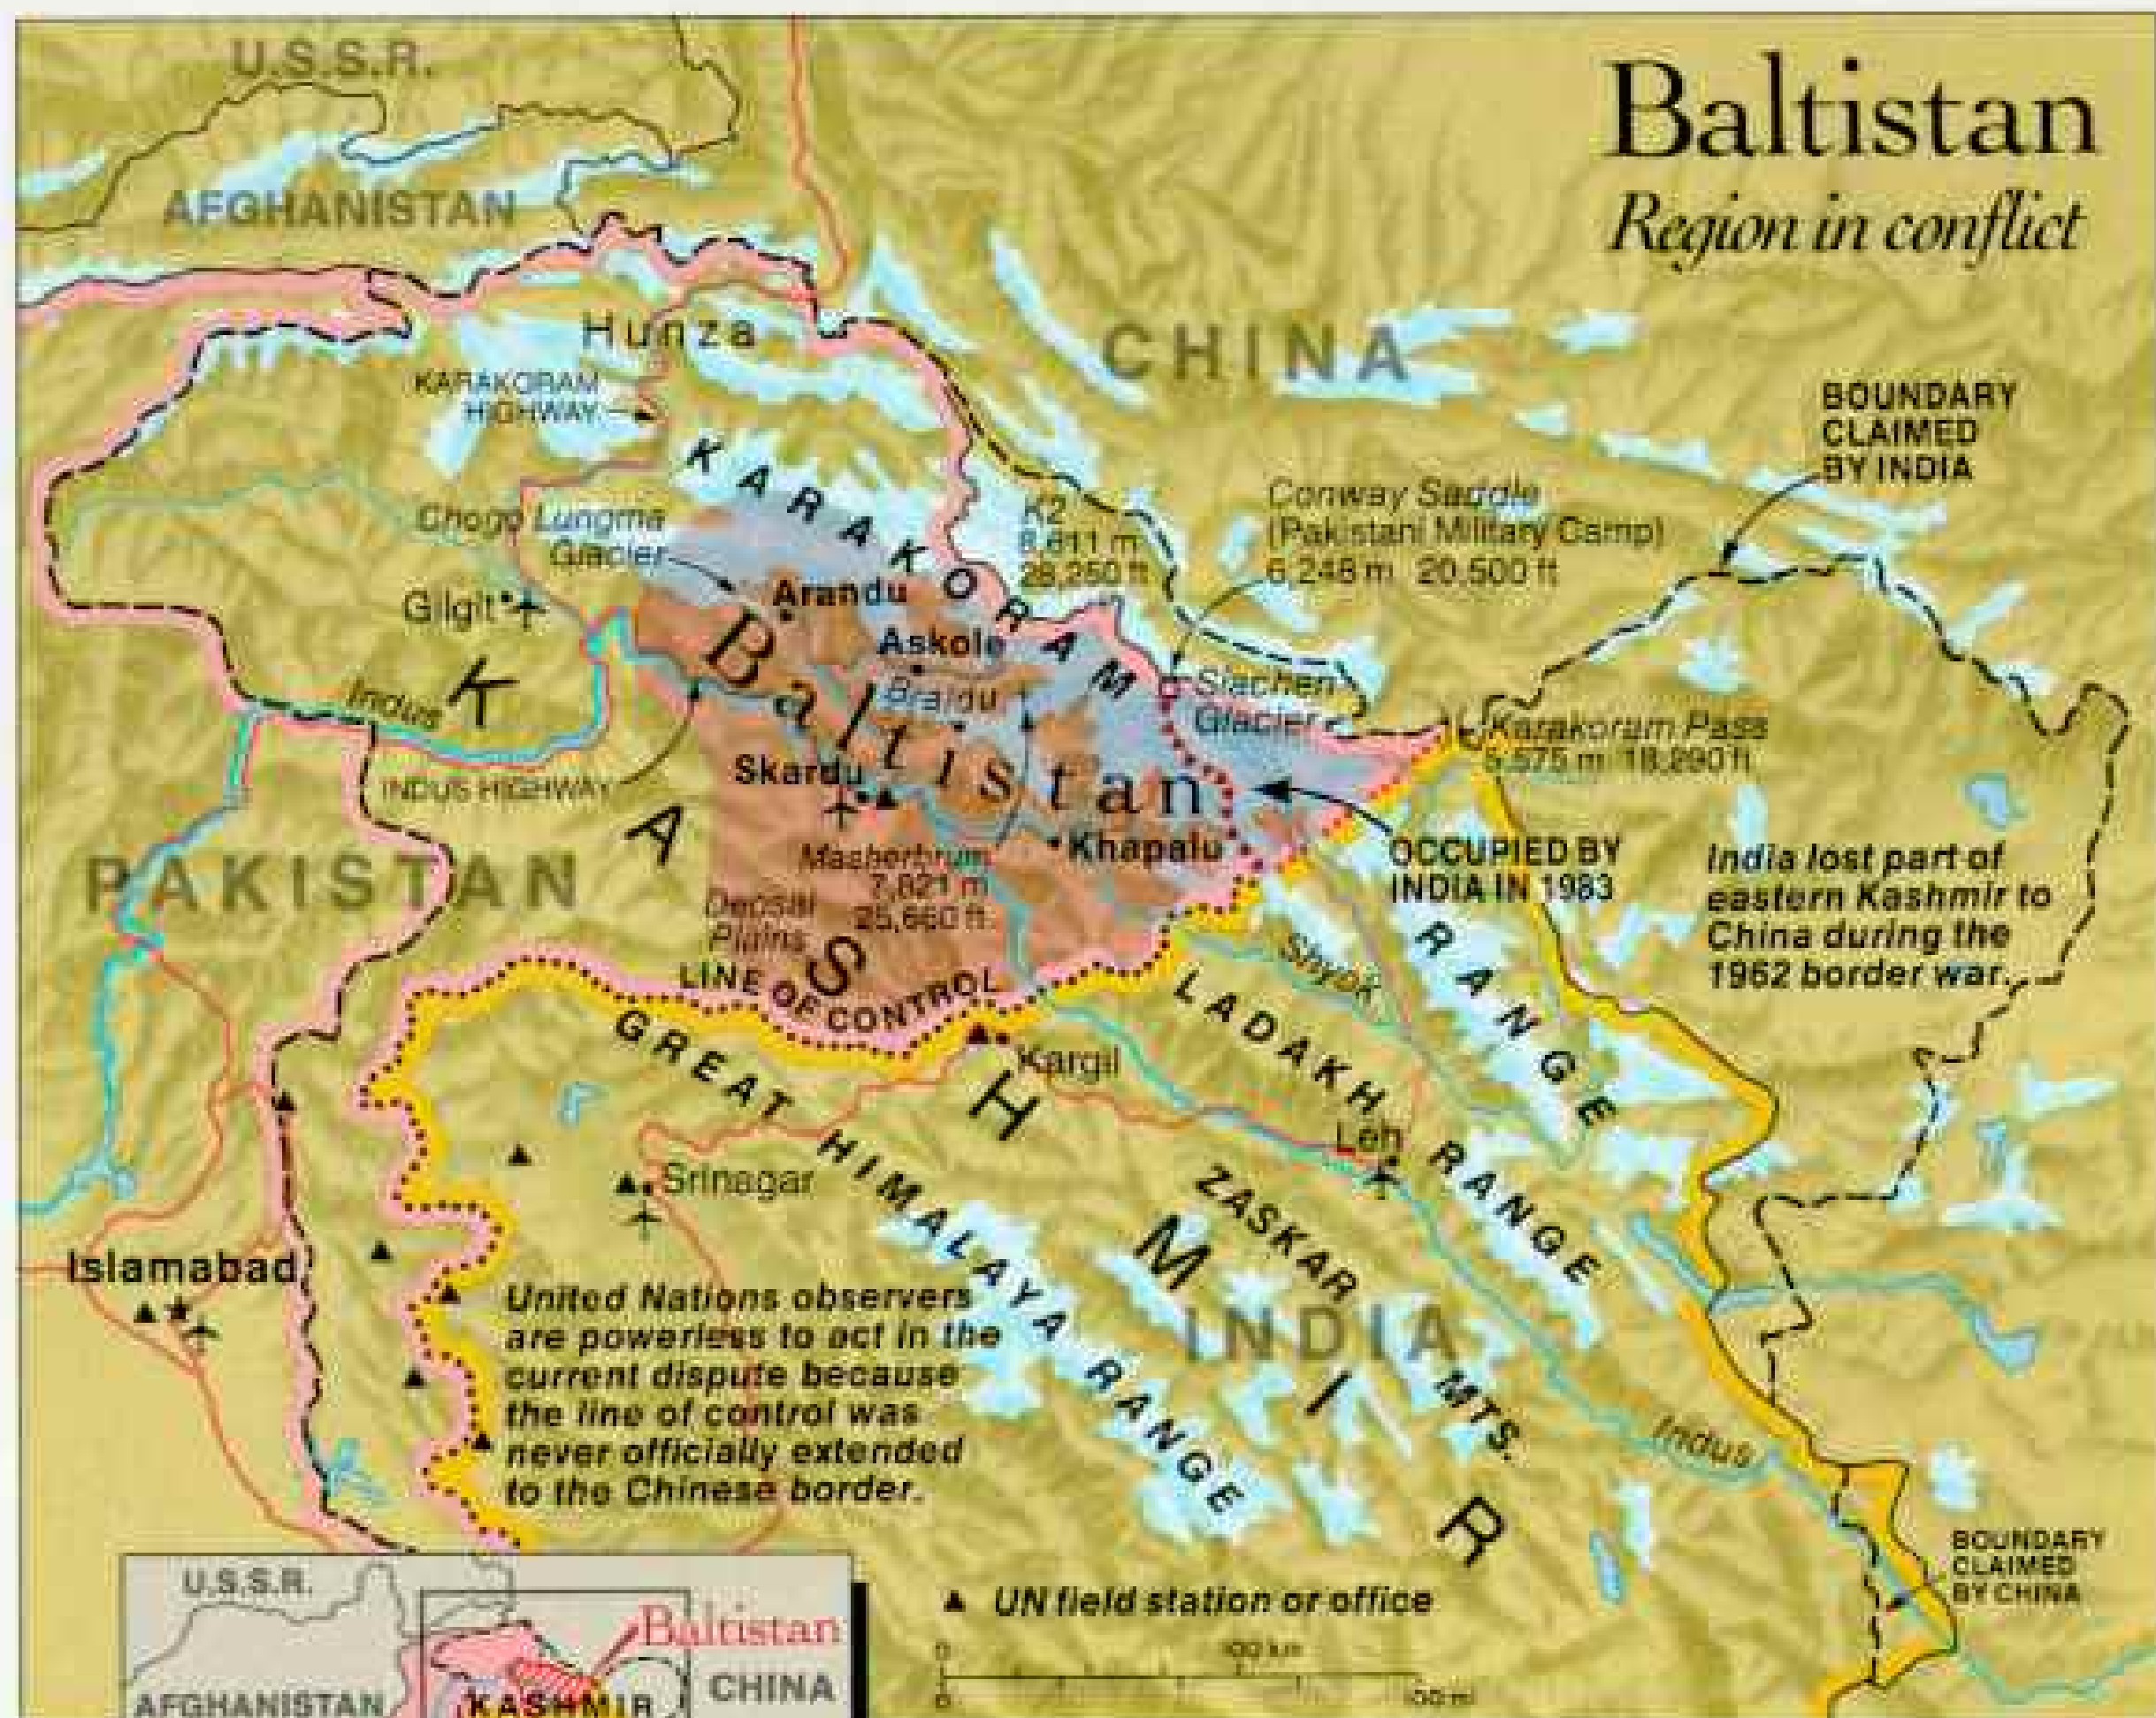 U.S.S.R.
Baltistan
Region in conflict
AFGHANISTAN
Hunza
CHINA
KARAKORAM
HIGHWAY
BOUNDARY
CLAIMED
BY INDIA
KARAKORAM
K2
8,611 m
28,250 ft
Conway Saddle
(Pakistani Military Camp)
6,248 m 20,500 ft
Chogo Lungma
Glacier
Arandu
Gilgit
Askole
Baltistan
Braldu
Siachen
Glacier
Indus
KASHMIR
Karakoram Pass
5,575 m 18,290 ft
Skardu
INDUS HIGHWAY
Khapalu
OCCUPIED BY
INDIA IN 1983
PAKISTAN
Masherbrum
7,821 m
25,660 ft
Deosai
Plains
India lost part of
eastern Kashmir to
China during the
1962 border war.
RANGE
Shyok
LINE OF CONTROL
GREAT HIMALAYA RANGE
LADAKH RANGE
Kargil
Leh
Srinagar
ZASKAR MTS.
Islamabad
United Nations observers
are powerless to act in the
current dispute because
the line of control was
never officially extended
to the Chinese border.
INDIA
Indus
BOUNDARY
CLAIMED
BY CHINA
UN field station or office
0 100 km
0 100 mi
U.S.S.R.
Baltistan
CHINA
AFGHANISTAN
KASHMIR